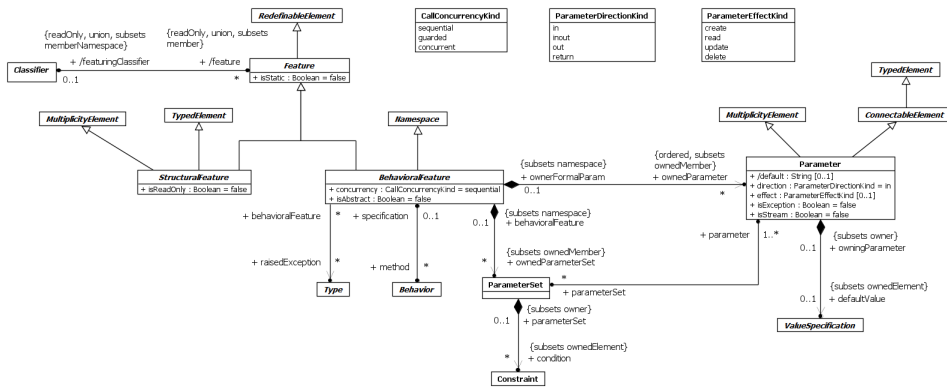 RedefinableElement
CallConcurrencyKind
sequential
guarded
concurrent
ParameterDirectionKind
in
inout
out
return
ParameterEffectKind
create
read
update
delete
{readOnly, union, subsets
memberNamespace}
+ /featuringClassifier
{readOnly, union, subsets
member}
+ /feature
Classifier
0..1
*
Feature
+ isStatic : Boolean = false
TypedElement
MultiplicityElement
TypedElement
Namespace
MultiplicityElement
ConnectableElement
StructuralFeature
+ isReadOnly : Boolean = false
BehavioralFeature
+ concurrency : CallConcurrencyKind = sequential
+ isAbstract : Boolean = false
{subsets namespace}
+ ownerFormalParam
0..1
{ordered, subsets
ownedMember}
+ ownedParameter
*
Parameter
+ /default : String [0..1]
+ direction : ParameterDirectionKind = in
+ effect : ParameterEffectKind [0..1]
+ isException : Boolean = false
+ isStream : Boolean = false
+ behavioralFeature
*
+ specification
0..1
{subsets namespace}
+ behavioralFeature
0..1
+ parameter
1..*
{subsets owner}
+ owningParameter
0..1
+ raisedException
*
+ method
*
{subsets ownedMember}
+ ownedParameterSet
*
Type
Behavior
ParameterSet
*
+ parameterSet
{subsets ownedElement}
+ defaultValue
0..1
ValueSpecification
{subsets owner}
+ parameterSet
0..1
{subsets ownedElement}
+ condition
*
Constraint